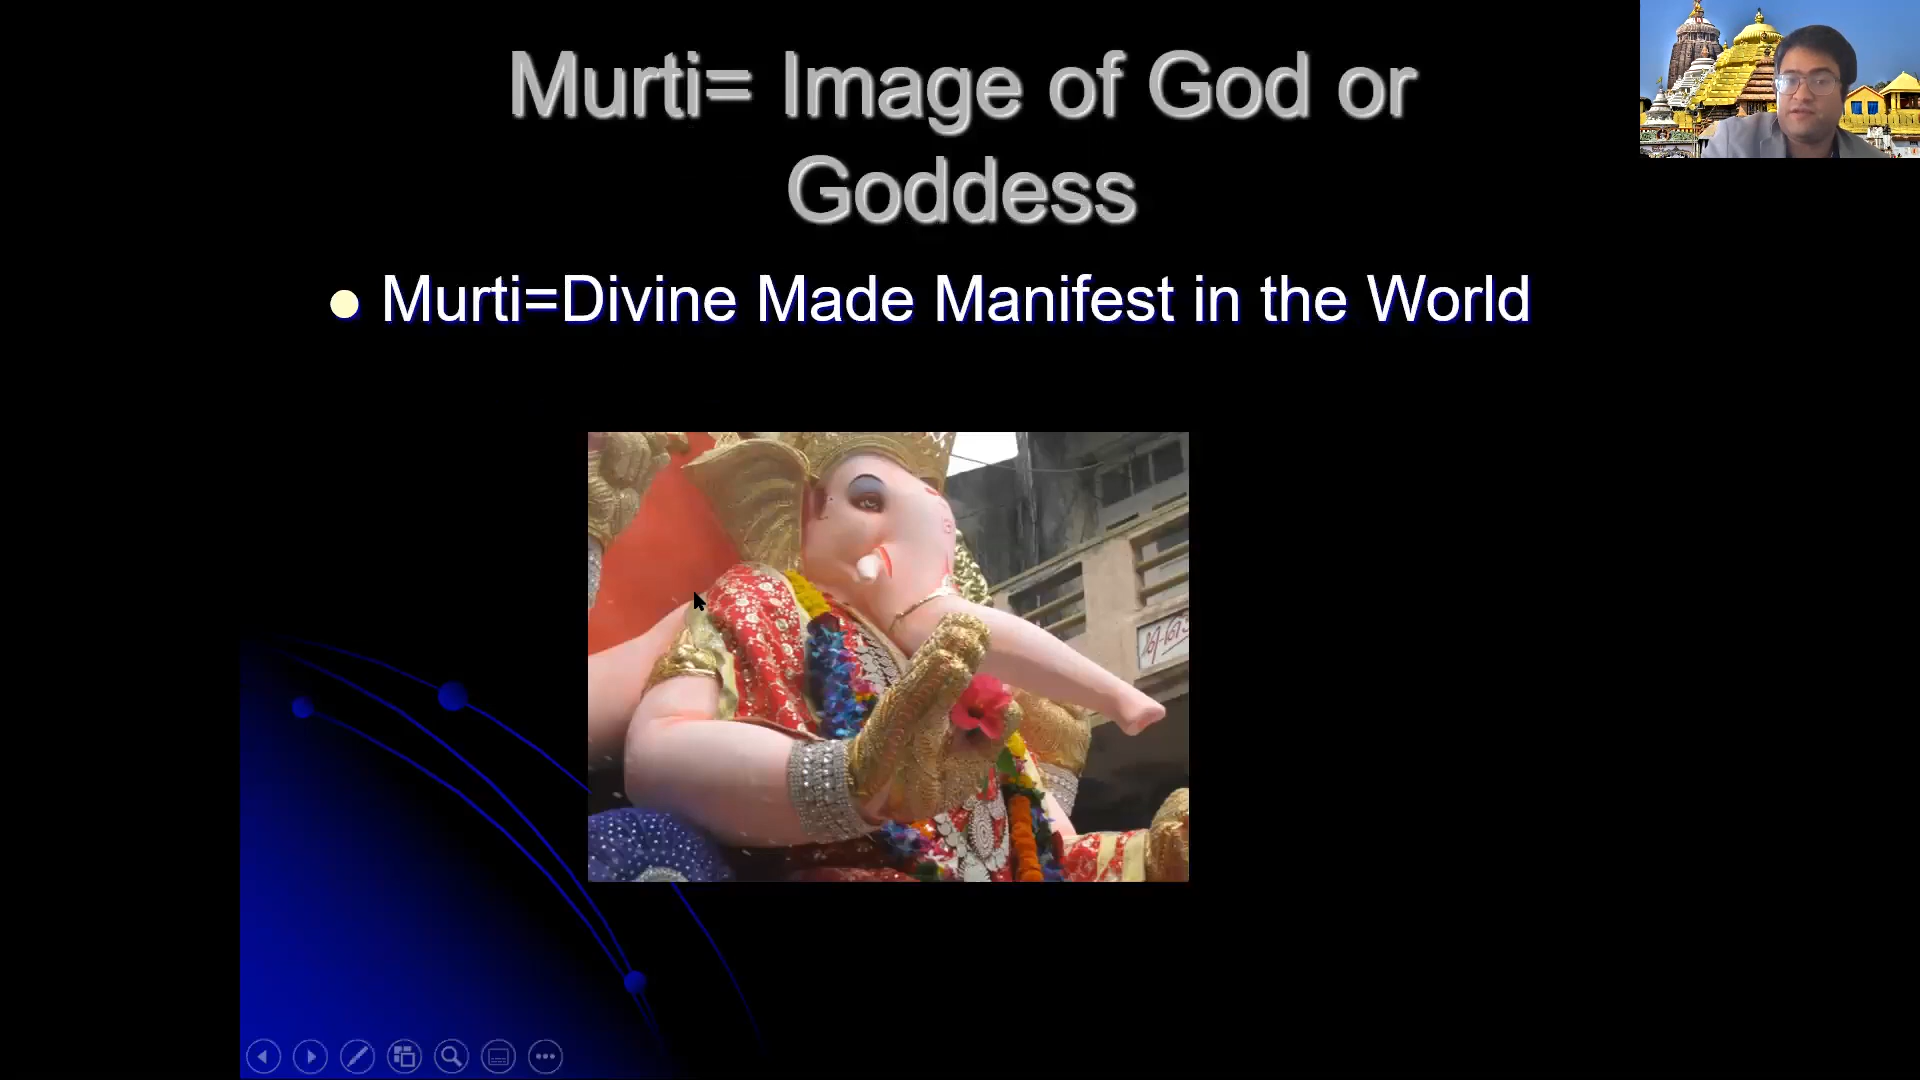 Murti= Image of God or
Goddess
Murti=Divine Made Manifest in the World